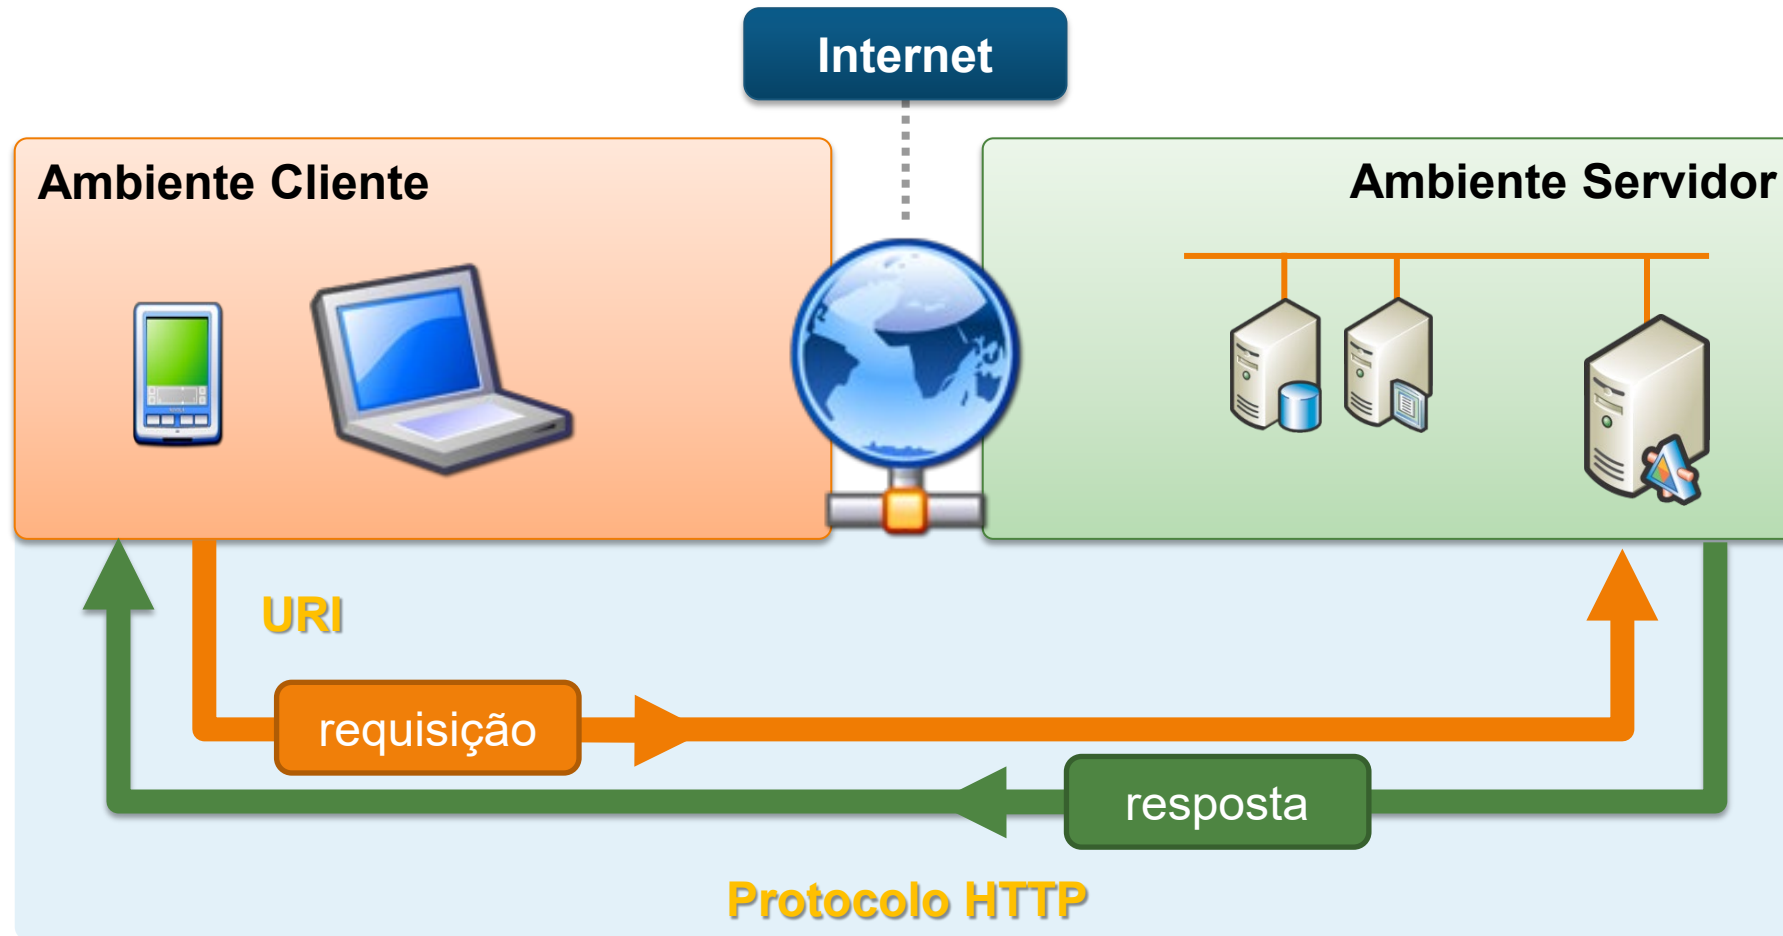 Internet
Ambiente Cliente
Ambiente Servidor
URI
requisição
resposta
Protocolo HTTP